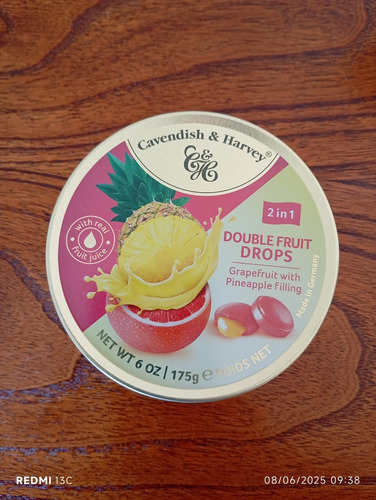 Cavendish & Harvey®
C&H
2 in 1
with real
fruit juice
DOUBLE FRUIT
DROPS
Grapefruit with
Pineapple filling
Made in Germany
NET WT 6 OZ | 175g ℮ POIDS NET
REDMI 13C
08/06/2025 09:38